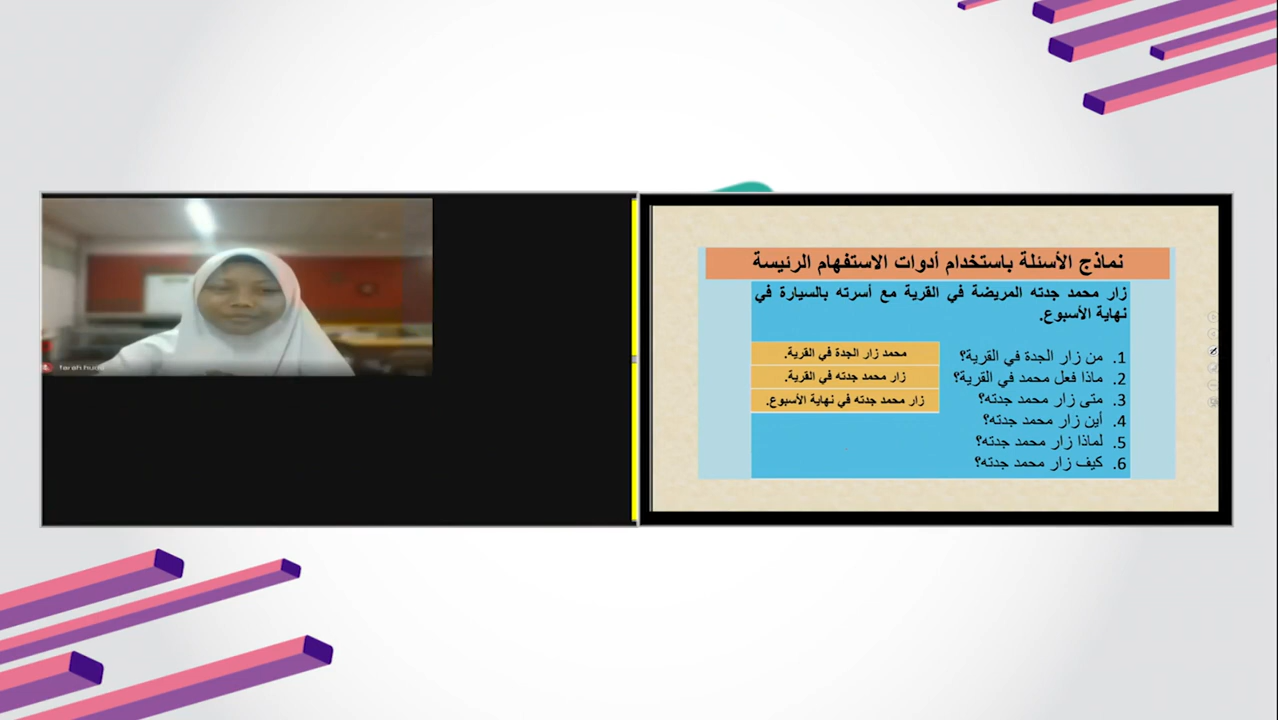 نماذج الأسئلة باستخدام أدوات الاستفهام الرئيسة
زار محمد جدته المريضة في القرية مع أسرته بالسيارة في
نهاية الأسبوع.
1. من زار الجدة في القرية؟
محمد زار الجدة في القرية.
2. ماذا فعل محمد في القرية؟
زار محمد جدته في القرية.
3. متى زار محمد جدته؟
زار محمد جدته في نهاية الأسبوع.
4. أين زار محمد جدته؟
5. لماذا زار محمد جدته؟
6. كيف زار محمد جدته؟